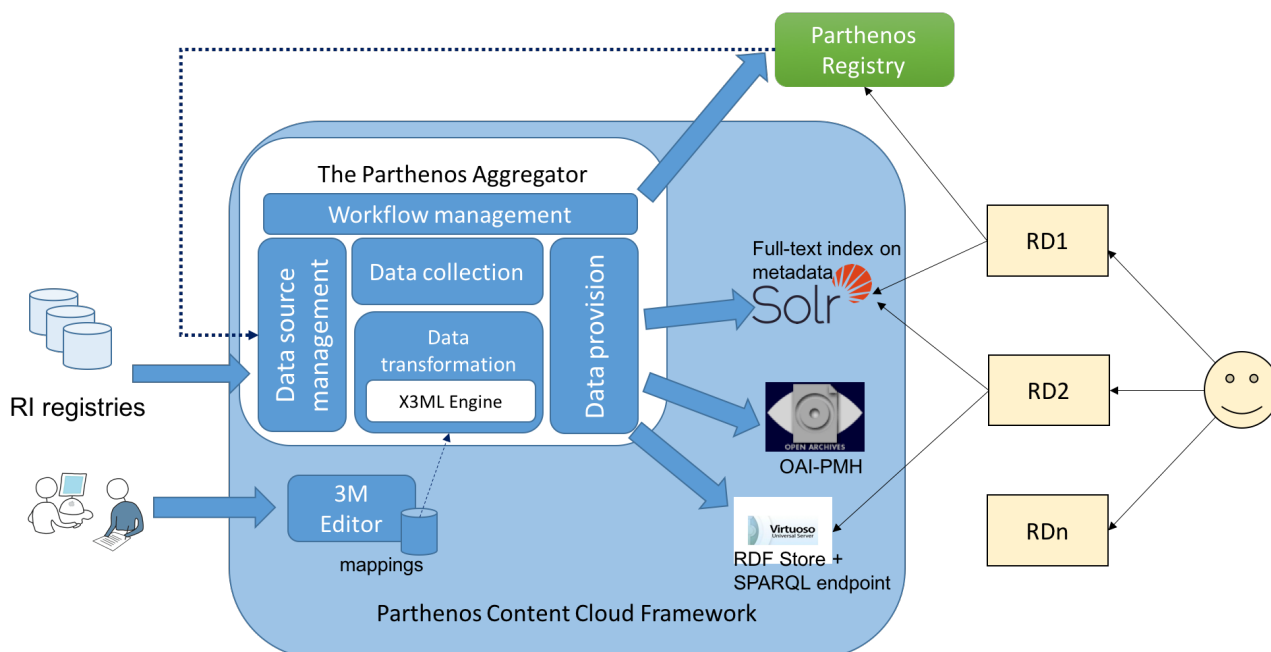 Parthenos
Registry
The Parthenos Aggregator
Workflow management
Data source
management
Data collection
Data
transformation
X3ML Engine
Data provision
Full-text index on
metadata
Solr
RI registries
OPEN ARCHIVES
OAI-PMH
3M
Editor
mappings
Virtuoso
Universal Server
RDF Store +
SPARQL endpoint
Parthenos Content Cloud Framework
RD1
RD2
RDn